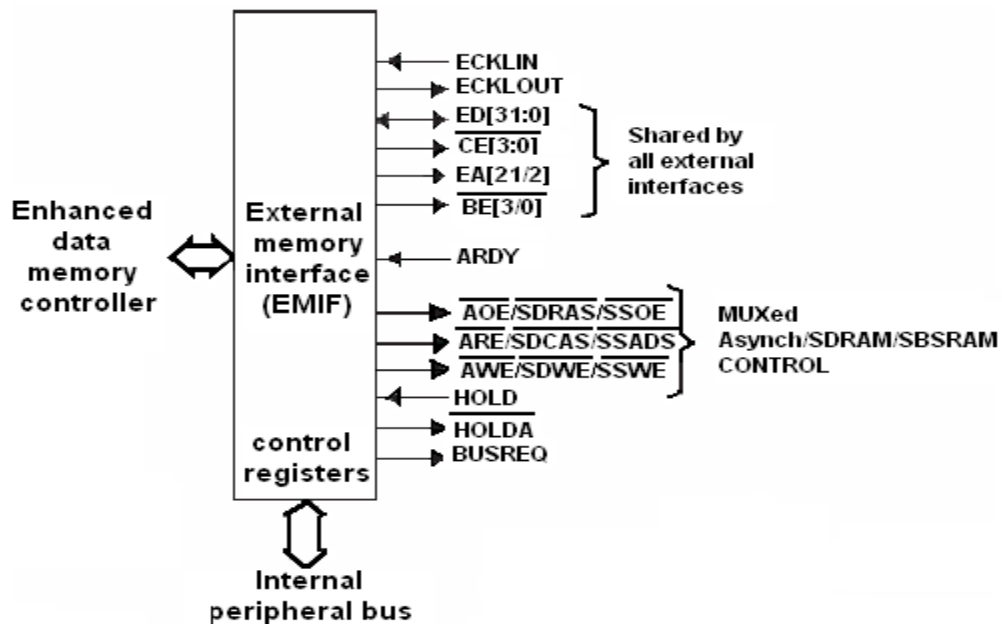 Enhanced
data
memory
controller
External
memory
interface
(EMIF)
control
registers
Internal
peripheral bus
ECKLIN
ECKLOUT
ED[31:0]
CE[3:0]
EA[21/2]
BE[3/0]
Shared by
all external
interfaces
ARDY
AOE/SDRAS/SSOE
ARE/SDCAS/SSADS
AWE/SDWE/SSWE
HOLD
HOLDA
BUSREQ
MUXed
Asynch/SDRAM/SBSRAM
CONTROL